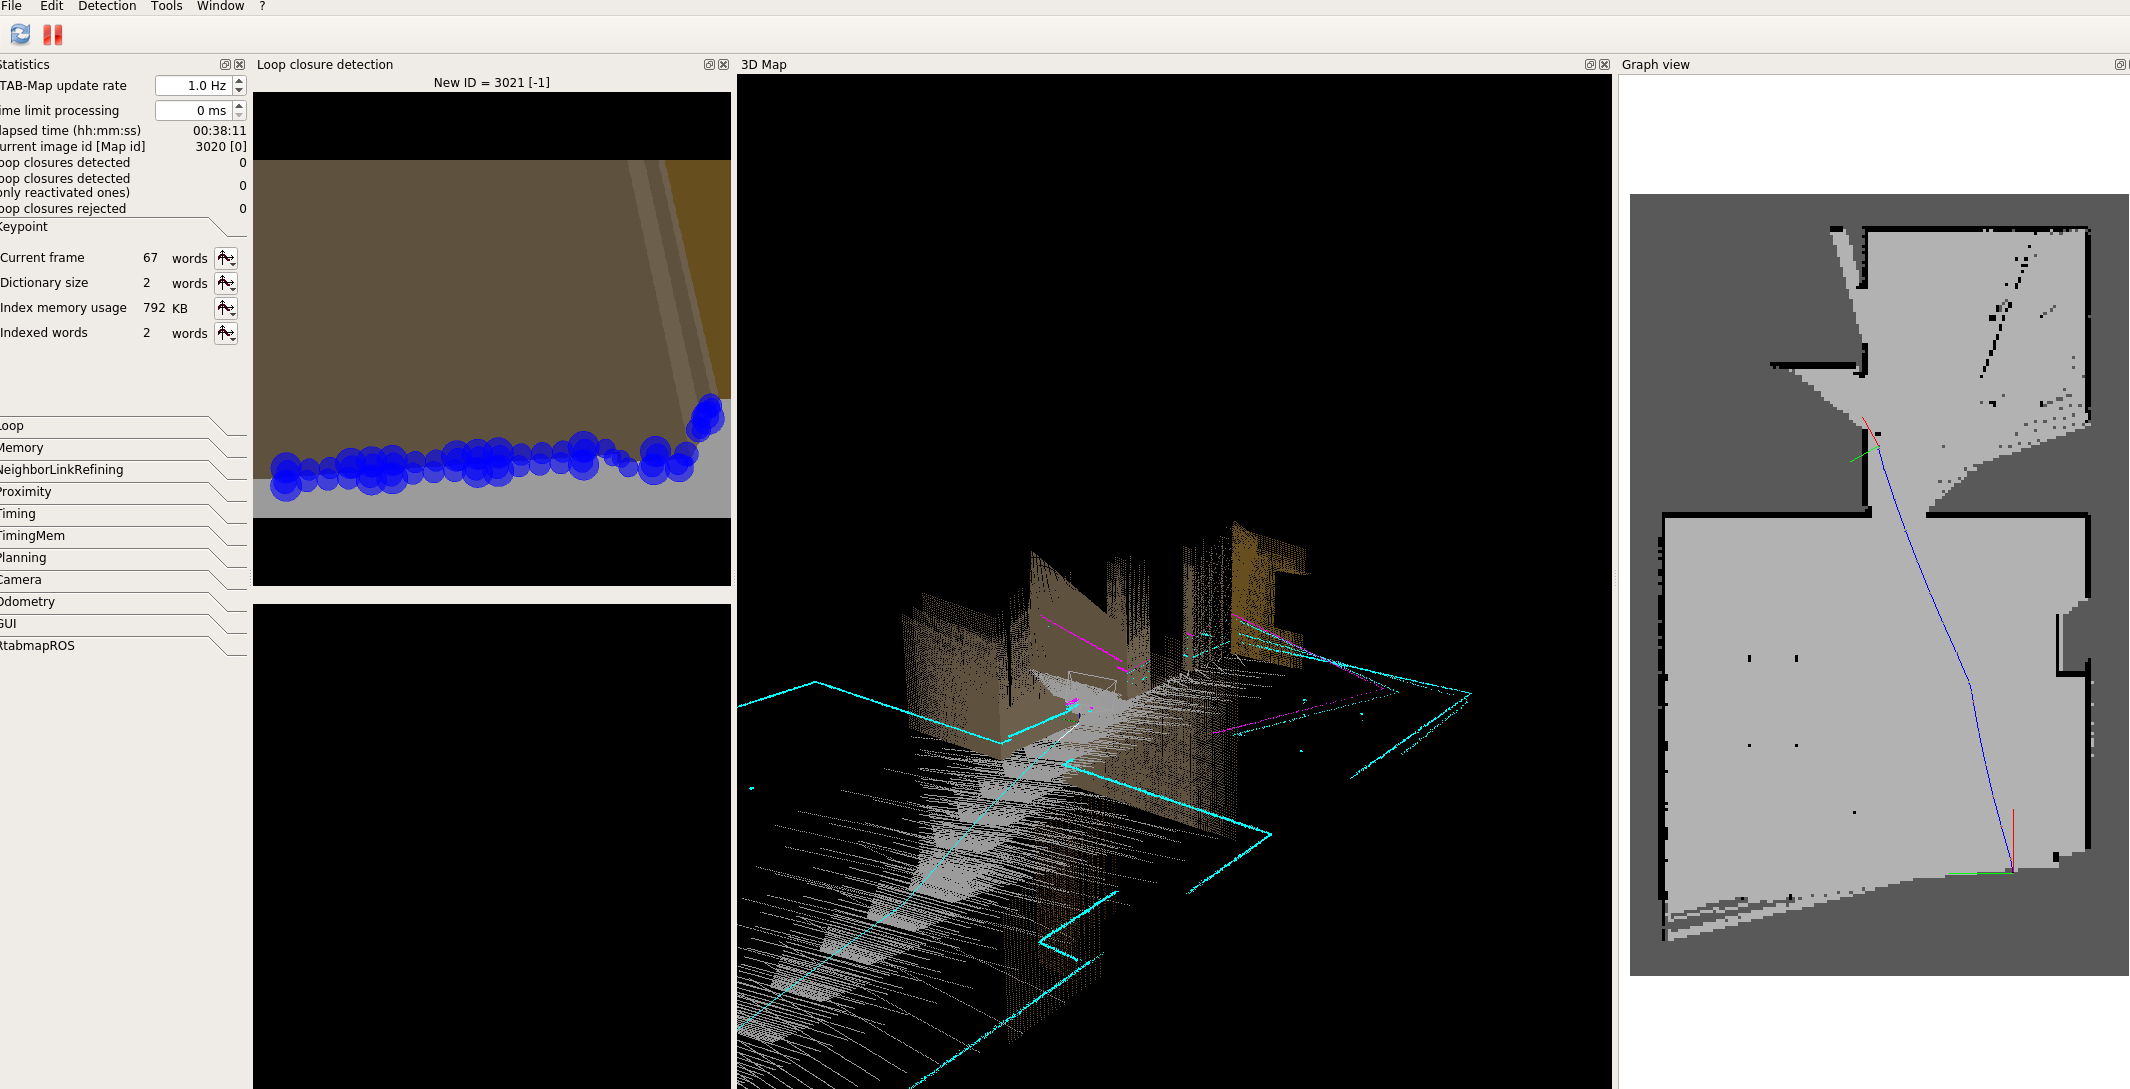 File Edit Detection Tools Window ?
Statistics
TAB-Map update rate 1.0 Hz
ime limit processing 0 ms
lapsed time (hh:mm:ss) 00:38:11
urrent image id [Map id] 3020 [0]
oop closures detected 0
oop closures detected
only reactivated ones) 0
oop closures rejected 0
Keypoint
Current frame 67 words
Dictionary size 2 words
Index memory usage 792 KB
Indexed words 2 words
Loop
Memory
NeighborLinkRefining
Proximity
Timing
TimingMem
Planning
Camera
Odometry
GUI
RtabmapROS
Loop closure detection
New ID = 3021 [-1]
3D Map
Graph view